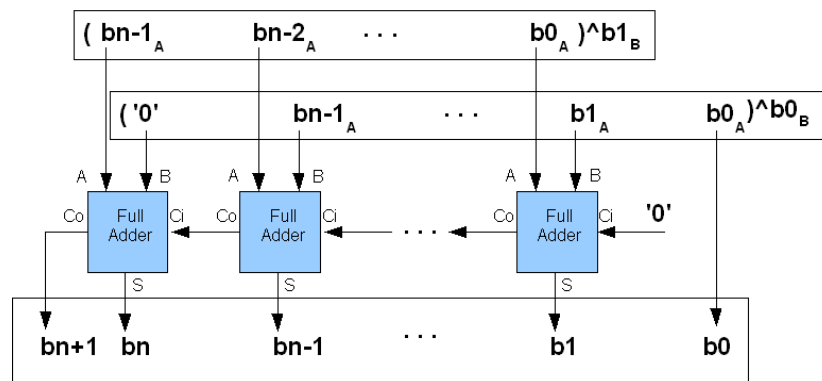 ( bn-1A bn-2A . . . b0A )^b1B
( '0' bn-1A . . . b1A b0A)^b0B
A B A B A B
Co Full Adder Ci Co Full Adder Ci . . . Co Full Adder Ci '0'
S S S
bn+1 bn bn-1 . . . b1 b0